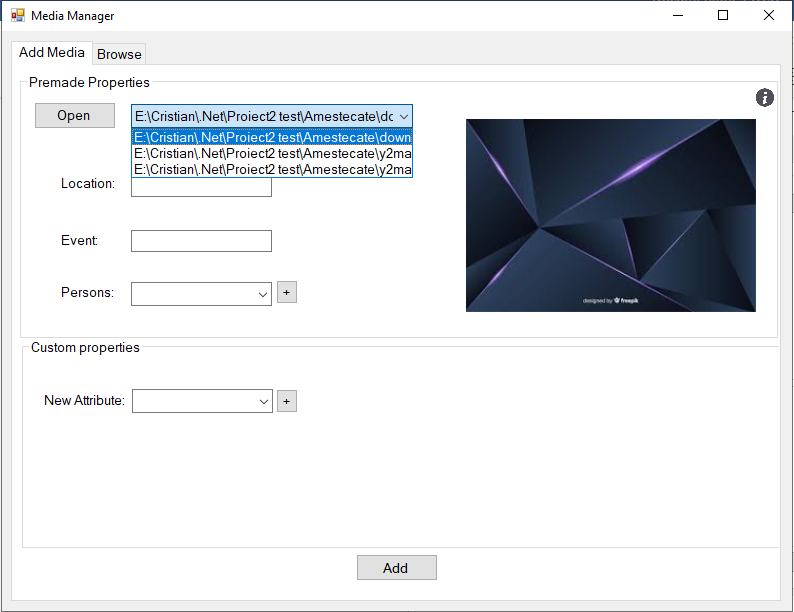 Media Manager
Add Media
Browse
Premade Properties
Open
E:\Cristian\.Net\Proiect2 test\Amestecate\dc
E:\Cristian\.Net\Proiect2 test\Amestecate\down
E:\Cristian\.Net\Proiect2 test\Amestecate\y2ma
E:\Cristian\.Net\Proiect2 test\Amestecate\y2ma
Location:
Event:
Persons:
+
designed by freepik
Custom properties
New Attribute:
+
Add